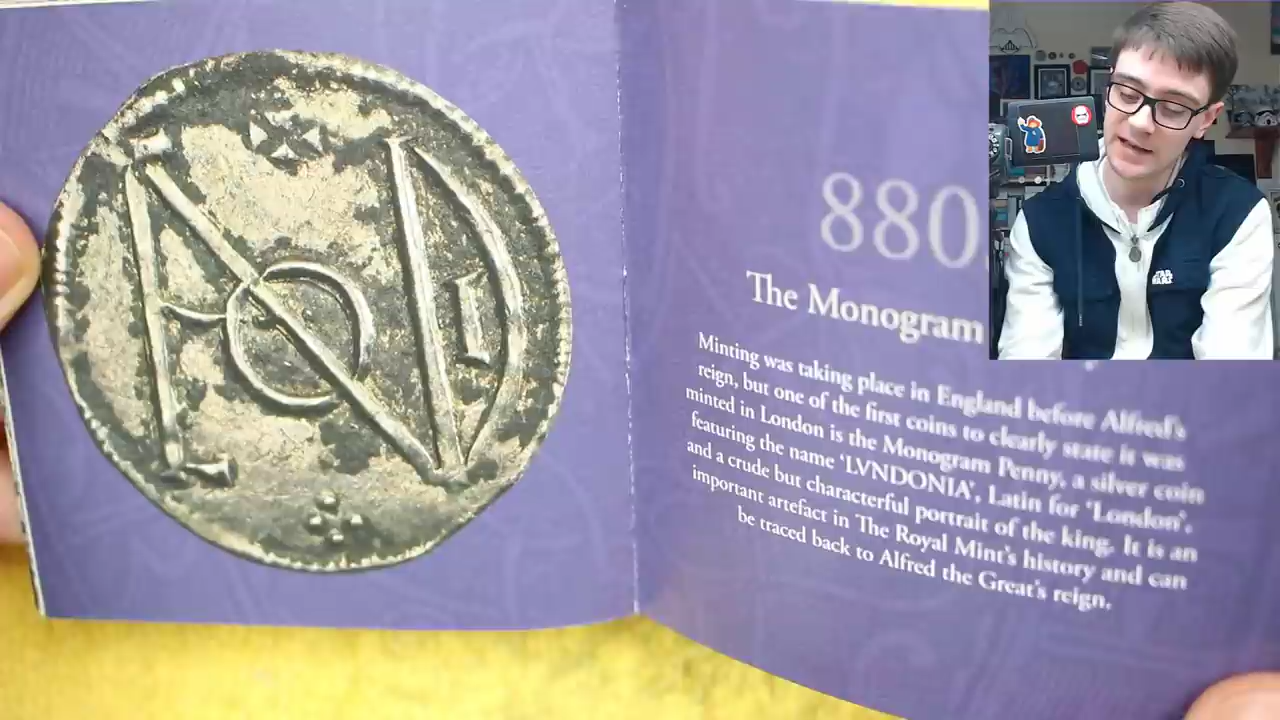 880
The Monogram
Minting was taking place in England before Alfred's
reign, but one of the first coins to clearly state it was
minted in London is the Monogram Penny, a silver coin
featuring the name 'LVNDONIA', Latin for 'London',
and a crude but characterful portrait of the king. It is an
important artefact in The Royal Mint's history and can
be traced back to Alfred the Great's reign.
STAR
WARS